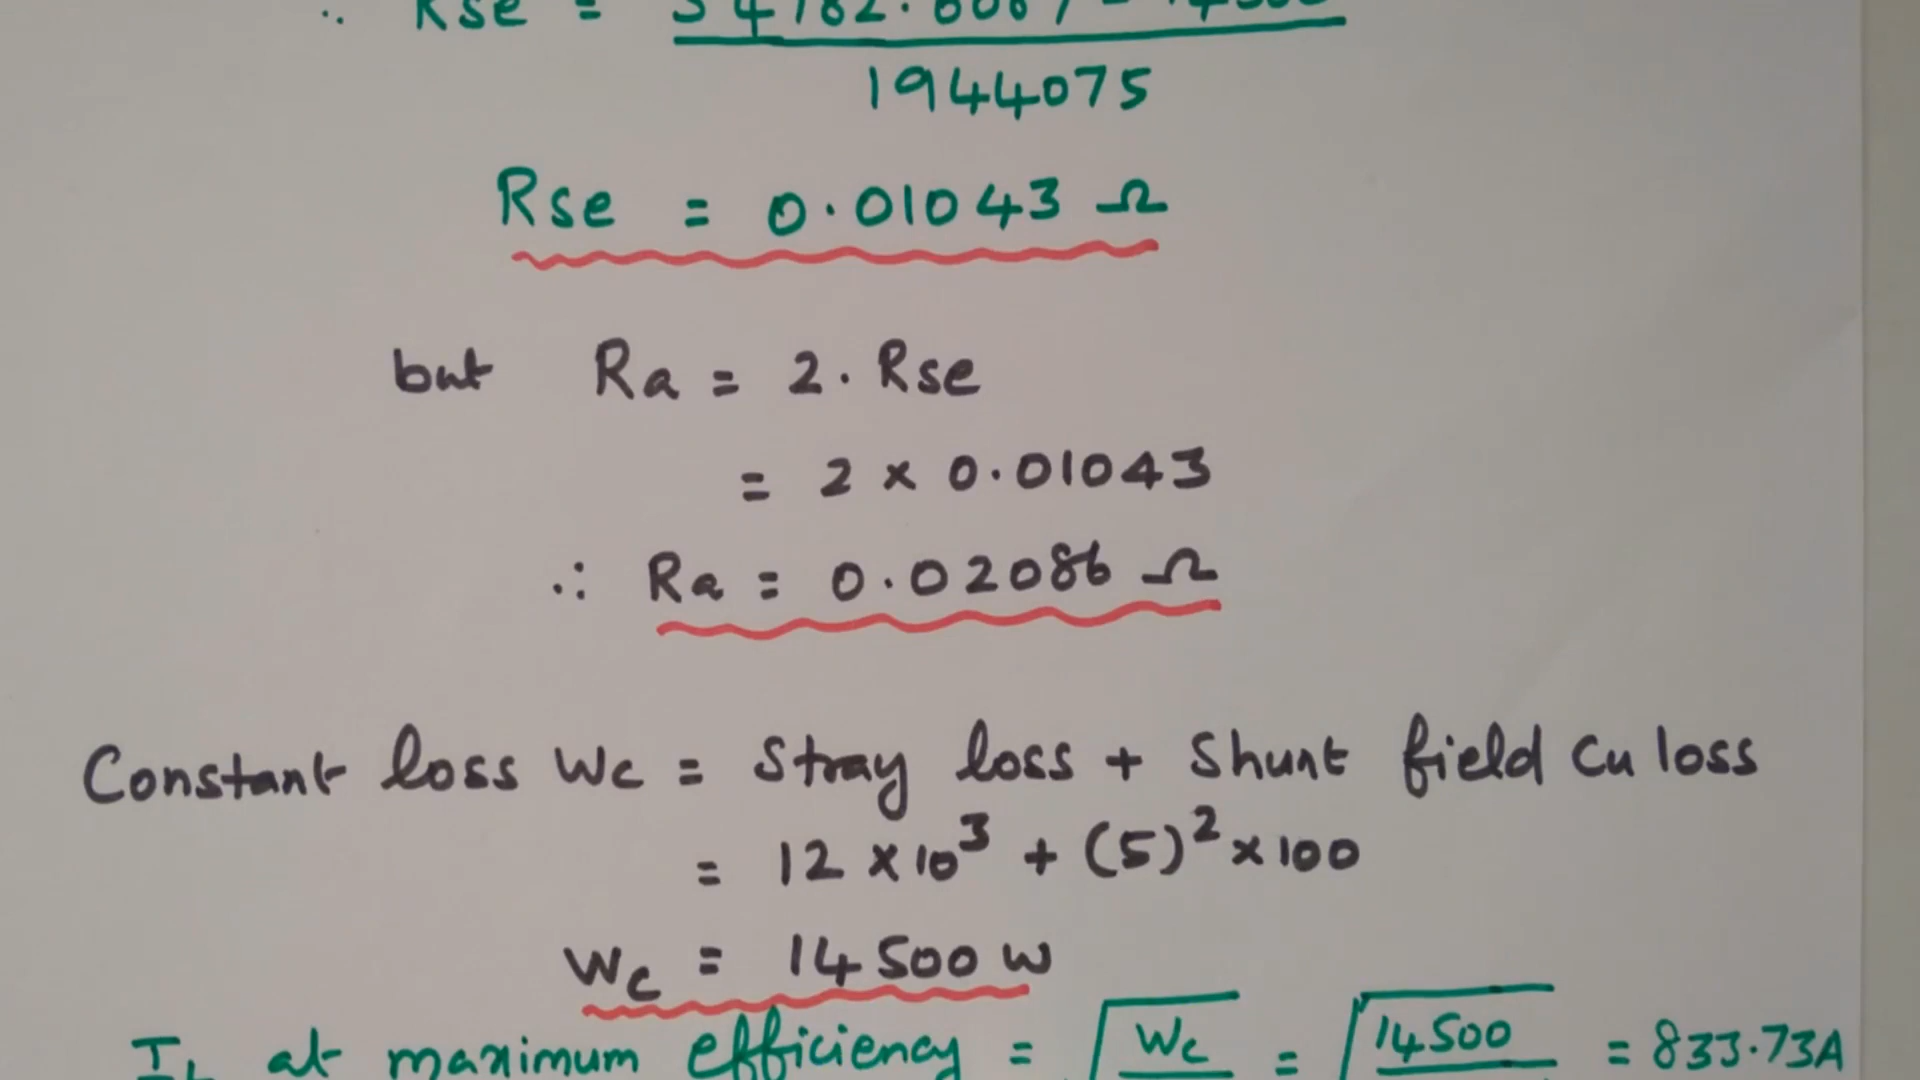 ∴ Rse =
1944075
Rse = 0.01043 Ω
but Ra = 2. Rse
= 2 × 0.01043
∴ Ra = 0.02086 Ω
Constant loss Wc = Stray loss + Shunt field Cu loss
= 12 × 10³ + (5)² × 100
Wc = 14500 W
at maximum efficiency = √ Wc = √ 14500 = 833.73A